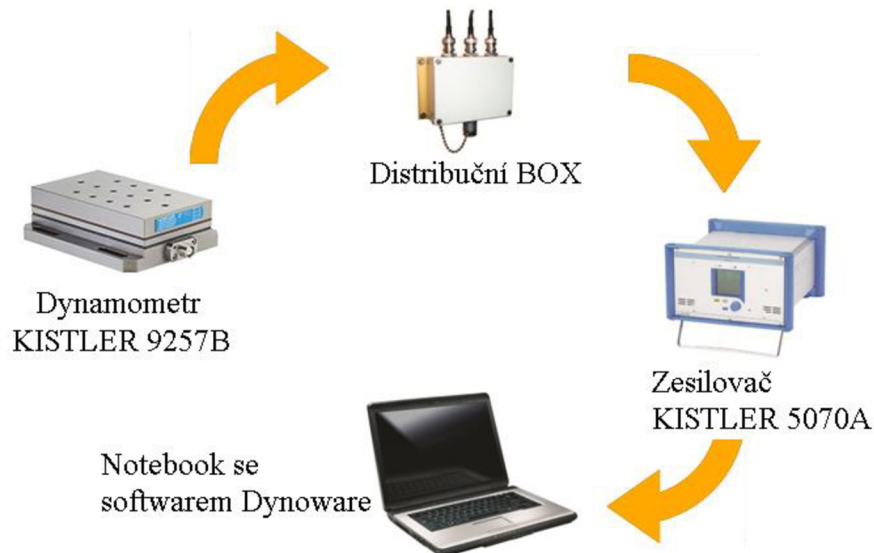 Distribuční BOX
Dynamometr
KISTLER 9257B
Zesilovač
KISTLER 5070A
Notebook se
softwarem Dynoware